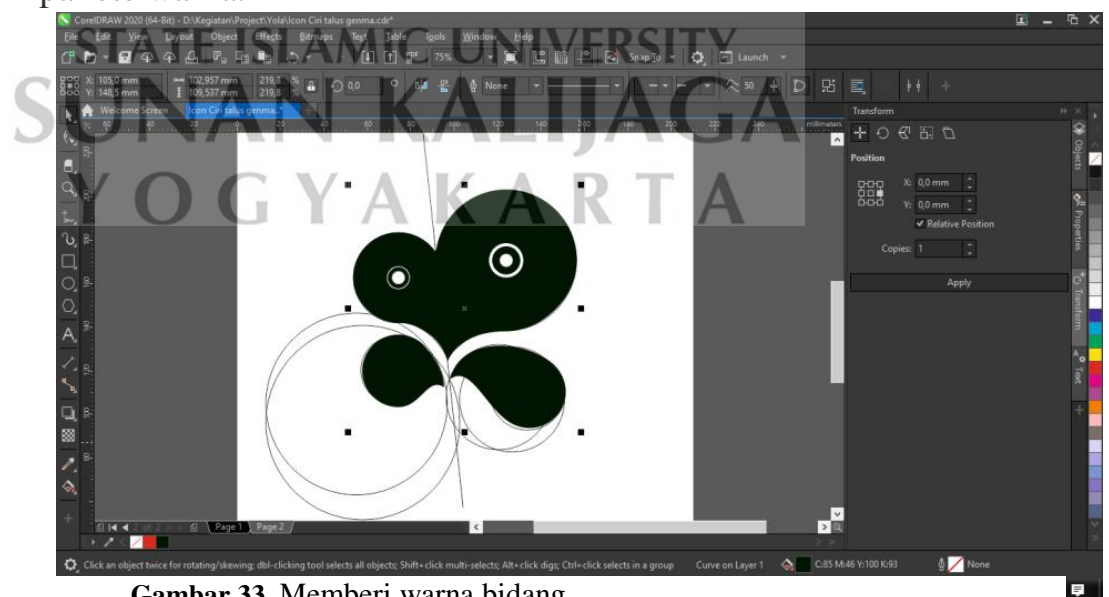 CorelDRAW 2020 (64-Bit) - D:\Kegiatan\Project\Yola\Icon Ciri talus genma.cdr*
File Edit View Layout Object Effects Bitmaps Text Table Tools Window Help
STATE ISLAMIC UNIVERSITY
PDF 75% Snap To Launch
X: 105,0 mm 102,957 mm 219,8 % 0,0 None 50
Y: 148,5 mm 109,537 mm 219,8 %
SUNAN KALIJAGA
Welcome Screen Icon Ciri talus genma..* Transform
millimeters
Position
YOGYAKARTA
X: 0,0 mm
Y: 0,0 mm
Relative Position
Copies: 1
Apply
Objects
Properties
Transform
Text
Page 1 Page 2
Click an object twice for rotating/skewing; dbl-clicking tool selects all objects; Shift+click multi-selects; Alt+click digs; Ctrl+click selects in a group Curve on Layer 1 C:85 M:46 Y:100 K:93 None
Gambar 33. Memberi warna bidang